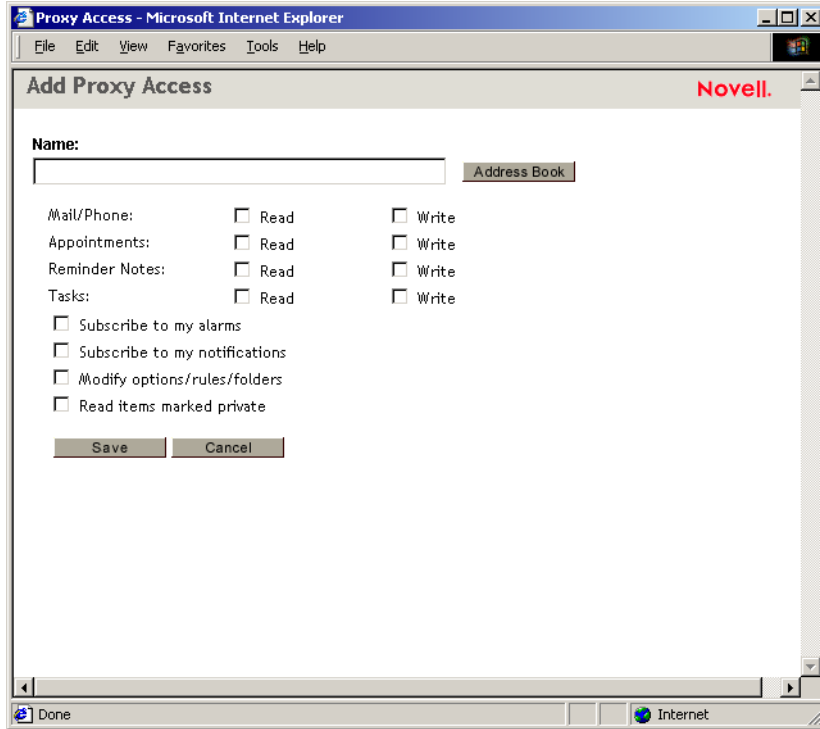 Proxy Access - Microsoft Internet Explorer
File Edit View Favorites Tools Help
Add Proxy Access Novell.
Name:
Address Book
Mail/Phone: Read Write
Appointments: Read Write
Reminder Notes: Read Write
Tasks: Read Write
Subscribe to my alarms
Subscribe to my notifications
Modify options/rules/folders
Read items marked private
Save Cancel
Done Internet